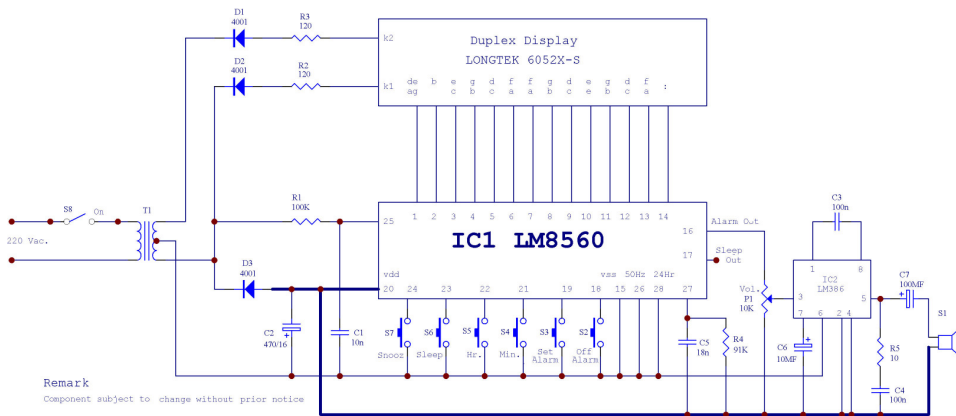 D1
4001
R3
120
D2
4001
R2
120
k2
k1
Duplex Display
LONGTEK 6052X-S
de b e g d f f g d e g d f :
ag c c b c a a b c e b c a
S8 On
T1
220 Vac.
R1
100K
25
1 2 3 4 5 6 7 8 9 10 11 12 13 14
IC1 LM8560
16
17
Alarm Out
Sleep
Out
D3
4001
vdd
20 24 23 22 21 19 18 15 26 28 27
vss 50Hz 24Hr
C2
470/16
C1
10n
S7
Snooz
S6
Sleep
S5
Hr.
S4
Min.
S3
Set
Alarm
S2
Off
Alarm
C5
18n
R4
91K
Vol.
P1
10K
C3
100n
1 8
IC2
LM386
3 5
7 6 2 4
C6
10MF
C7
100MF
S1
R5
10
C4
100n
Remark
Component subject to change without prior notice